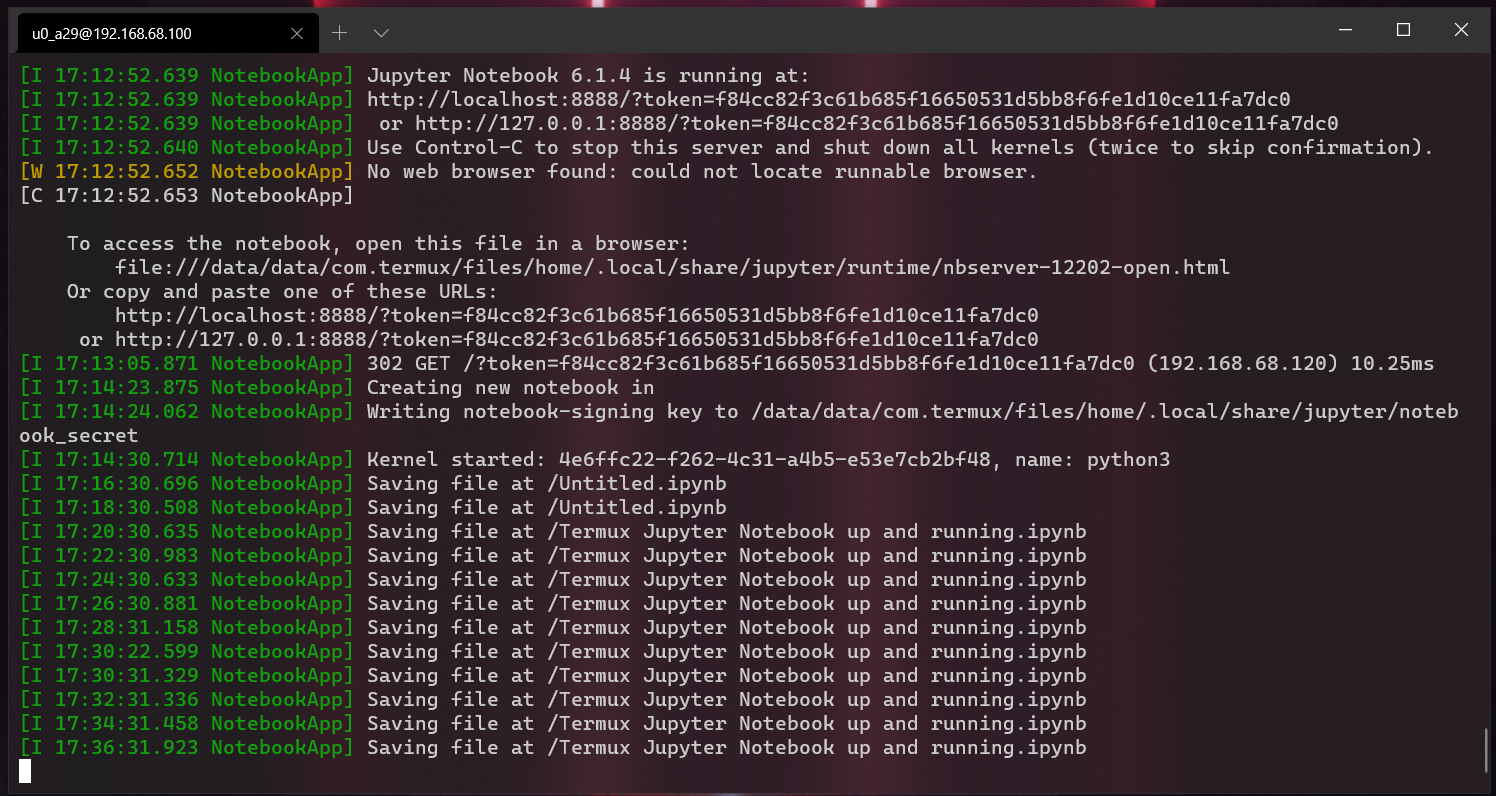 u0_a29@192.168.68.100
[I 17:12:52.639 NotebookApp] Jupyter Notebook 6.1.4 is running at:
[I 17:12:52.639 NotebookApp] http://localhost:8888/?token=f84cc82f3c61b685f16650531d5bb8f6fe1d10ce11fa7dc0
[I 17:12:52.639 NotebookApp]  or http://127.0.0.1:8888/?token=f84cc82f3c61b685f16650531d5bb8f6fe1d10ce11fa7dc0
[I 17:12:52.640 NotebookApp] Use Control-C to stop this server and shut down all kernels (twice to skip confirmation).
[W 17:12:52.652 NotebookApp] No web browser found: could not locate runnable browser.
[C 17:12:52.653 NotebookApp]
    To access the notebook, open this file in a browser:
        file:///data/data/com.termux/files/home/.local/share/jupyter/runtime/nbserver-12202-open.html
    Or copy and paste one of these URLs:
        http://localhost:8888/?token=f84cc82f3c61b685f16650531d5bb8f6fe1d10ce11fa7dc0
     or http://127.0.0.1:8888/?token=f84cc82f3c61b685f16650531d5bb8f6fe1d10ce11fa7dc0
[I 17:13:05.871 NotebookApp] 302 GET /?token=f84cc82f3c61b685f16650531d5bb8f6fe1d10ce11fa7dc0 (192.168.68.120) 10.25ms
[I 17:14:23.875 NotebookApp] Creating new notebook in
[I 17:14:24.062 NotebookApp] Writing notebook-signing key to /data/data/com.termux/files/home/.local/share/jupyter/noteb
ook_secret
[I 17:14:30.714 NotebookApp] Kernel started: 4e6ffc22-f262-4c31-a4b5-e53e7cb2bf48, name: python3
[I 17:16:30.696 NotebookApp] Saving file at /Untitled.ipynb
[I 17:18:30.508 NotebookApp] Saving file at /Untitled.ipynb
[I 17:20:30.635 NotebookApp] Saving file at /Termux Jupyter Notebook up and running.ipynb
[I 17:22:30.983 NotebookApp] Saving file at /Termux Jupyter Notebook up and running.ipynb
[I 17:24:30.633 NotebookApp] Saving file at /Termux Jupyter Notebook up and running.ipynb
[I 17:26:30.881 NotebookApp] Saving file at /Termux Jupyter Notebook up and running.ipynb
[I 17:28:31.158 NotebookApp] Saving file at /Termux Jupyter Notebook up and running.ipynb
[I 17:30:22.599 NotebookApp] Saving file at /Termux Jupyter Notebook up and running.ipynb
[I 17:30:31.329 NotebookApp] Saving file at /Termux Jupyter Notebook up and running.ipynb
[I 17:32:31.336 NotebookApp] Saving file at /Termux Jupyter Notebook up and running.ipynb
[I 17:34:31.458 NotebookApp] Saving file at /Termux Jupyter Notebook up and running.ipynb
[I 17:36:31.923 NotebookApp] Saving file at /Termux Jupyter Notebook up and running.ipynb